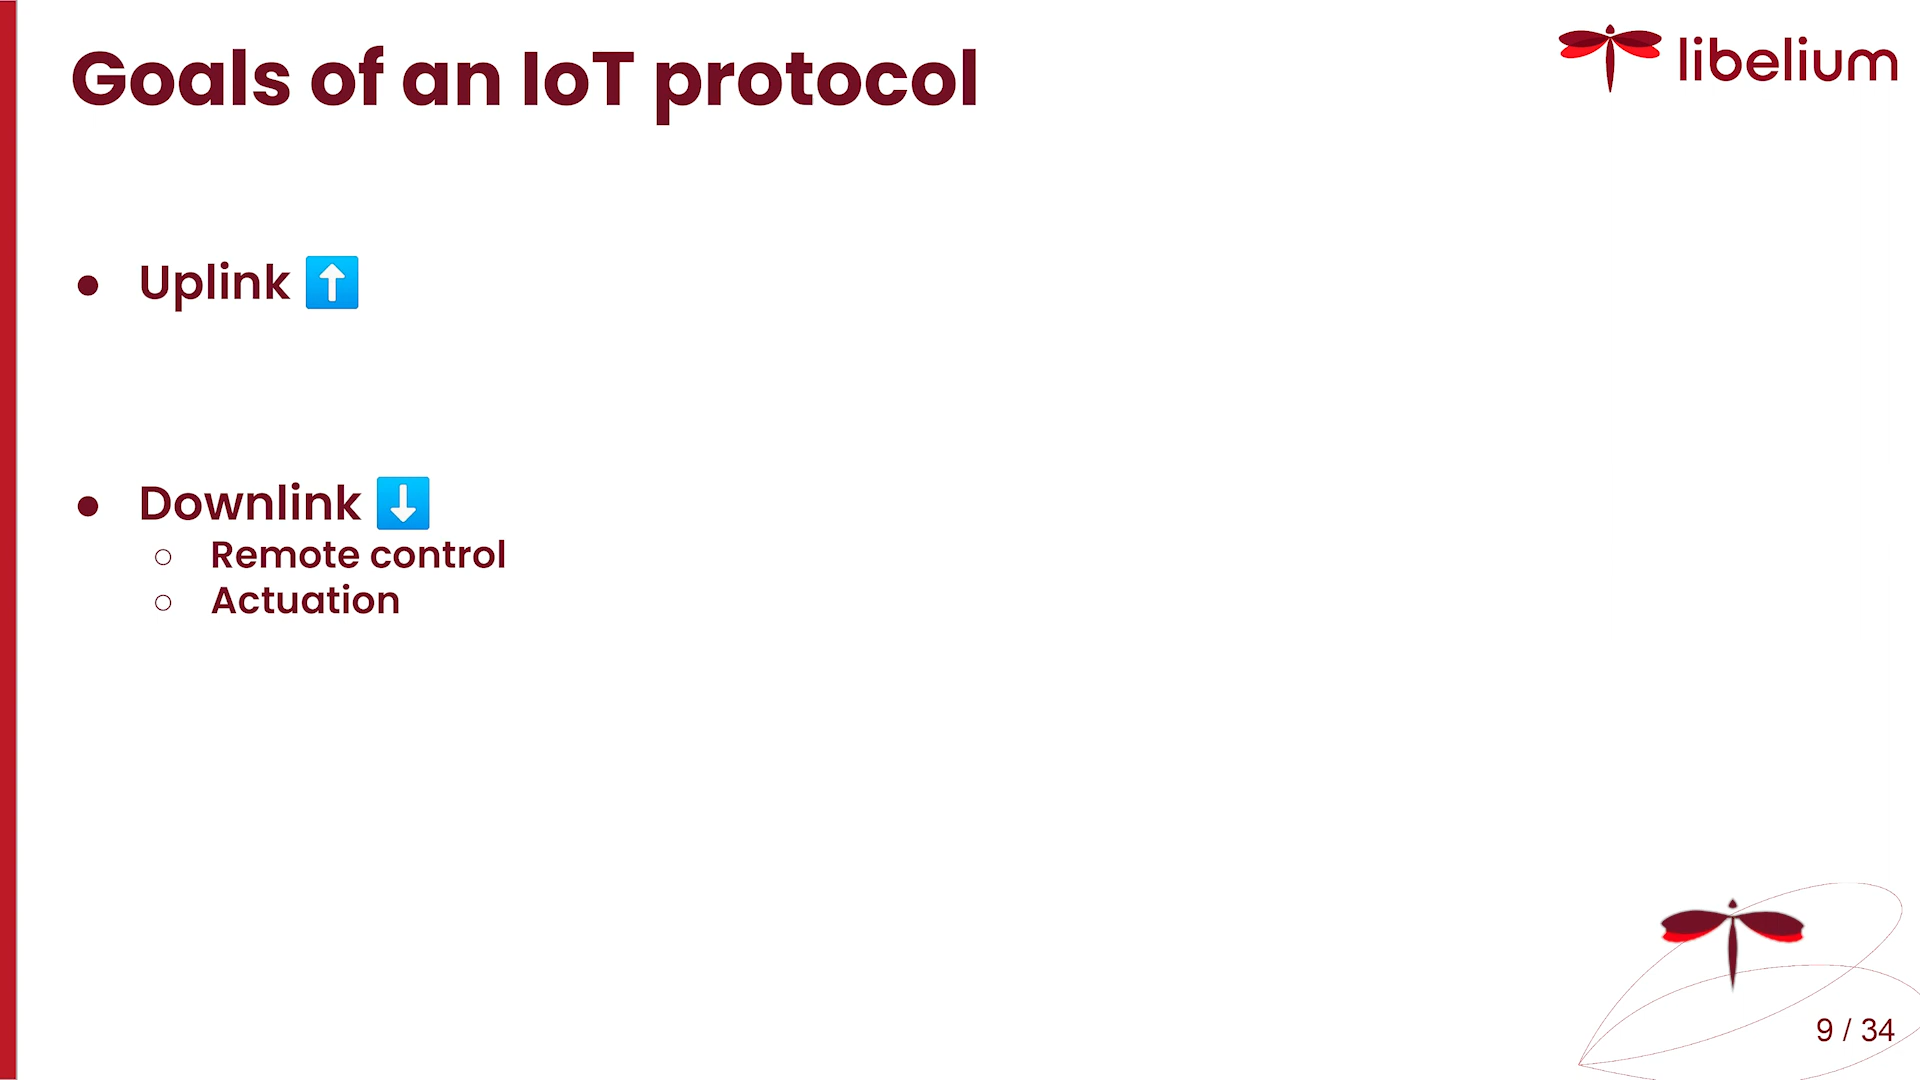 Goals of an IoT protocol
libelium
● Uplink ⬆️
● Downlink ⬇️
○ Remote control
○ Actuation
9 / 34